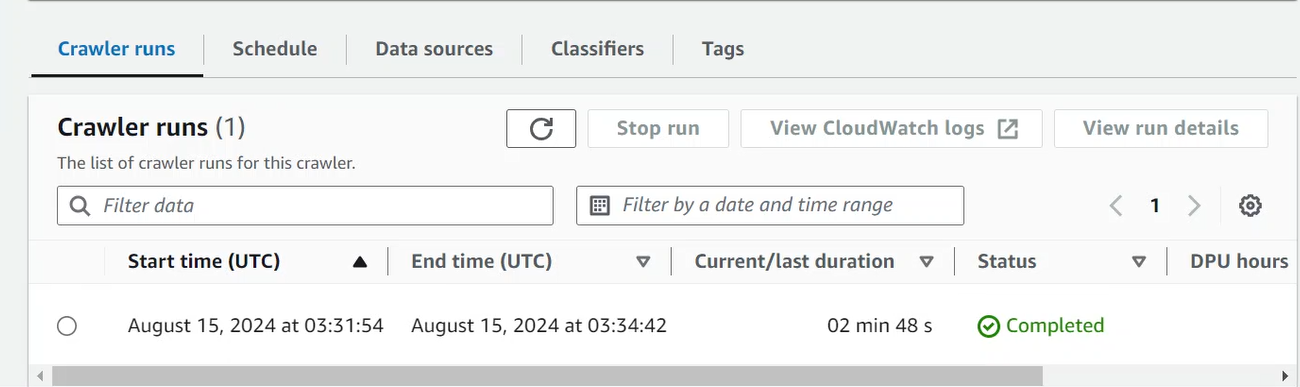 Crawler runs Schedule Data sources Classifiers Tags
Crawler runs (1) Stop run View CloudWatch logs View run details
The list of crawler runs for this crawler.
Filter data Filter by a date and time range 1
Start time (UTC) End time (UTC) Current/last duration Status DPU hours
August 15, 2024 at 03:31:54 August 15, 2024 at 03:34:42 02 min 48 s Completed